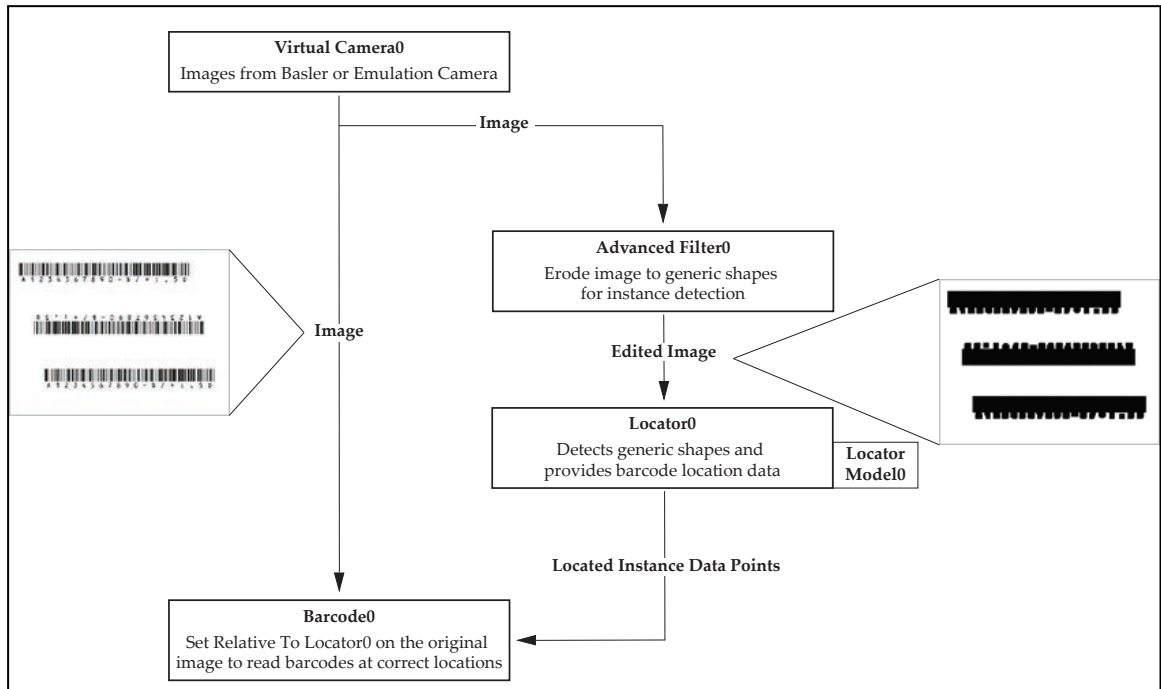 Virtual Camera0
Images from Basler or Emulation Camera
Image
Advanced Filter0
Erode image to generic shapes
for instance detection
Image
Edited Image
Locator0
Detects generic shapes and
provides barcode location data
Locator
Model0
Located Instance Data Points
Barcode0
Set Relative To Locator0 on the original
image to read barcodes at correct locations